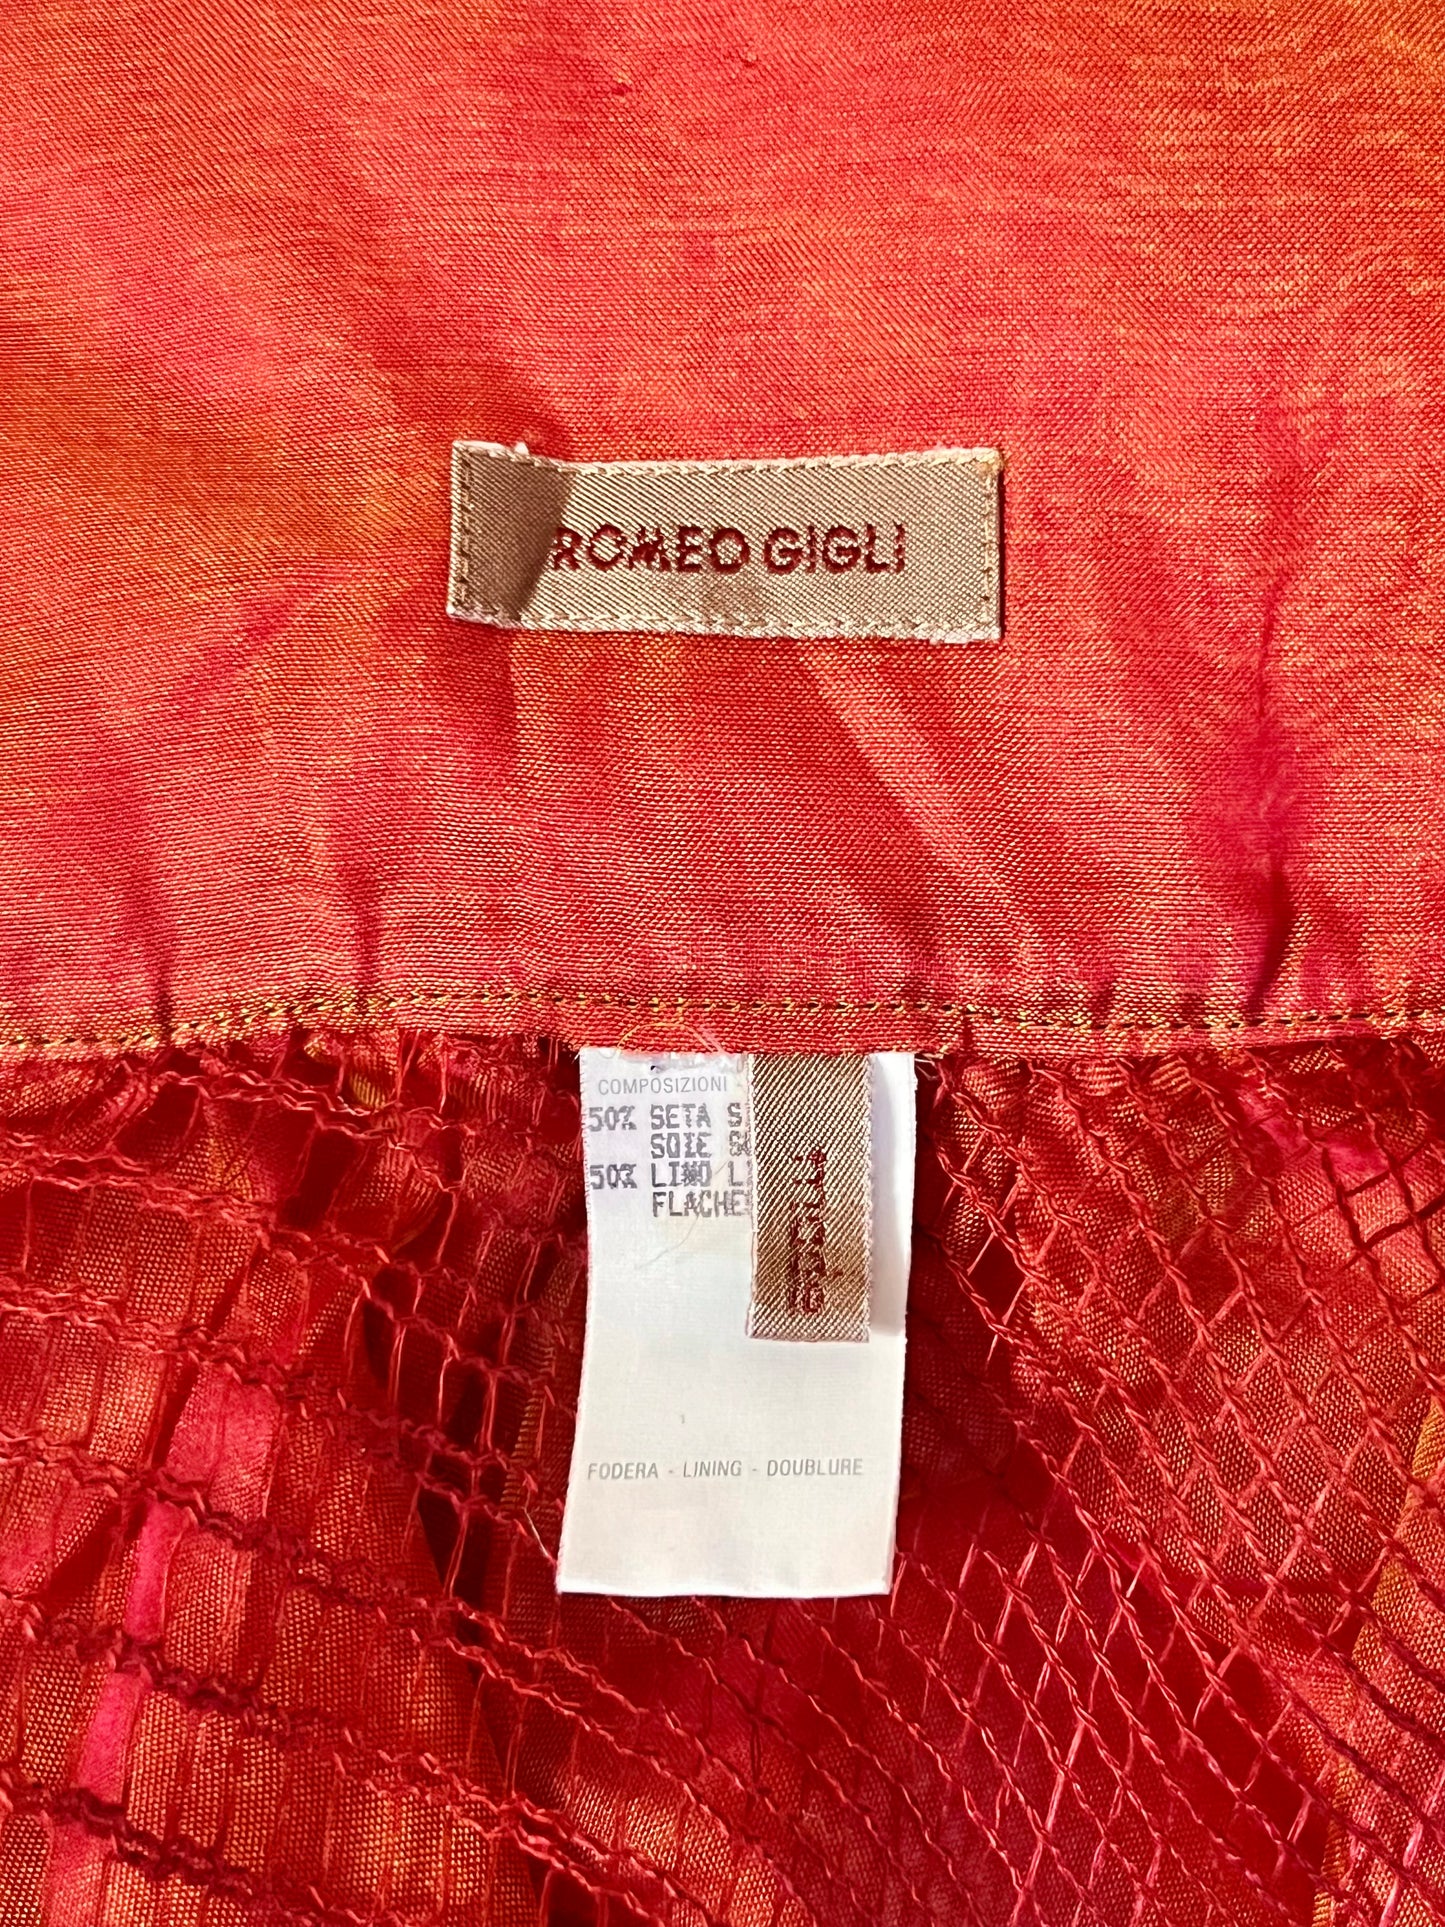 ROMEO GIGLI
COMPOSIZIONI -
50% SETA S
SOIE
50% LINO L
FLACHE
FODERA - LINING - DOUBLURE